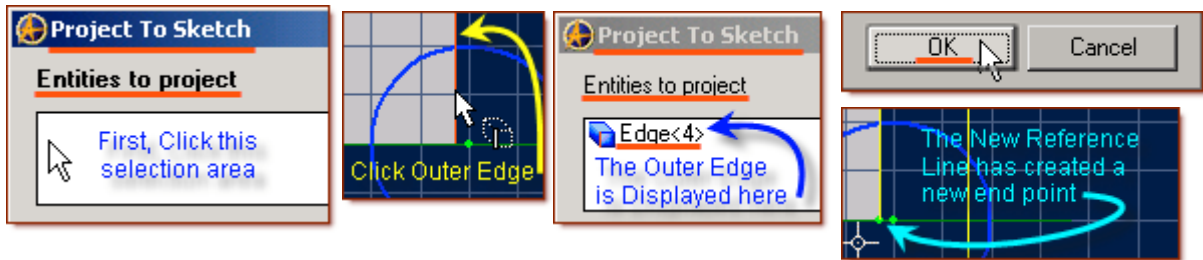 Project To Sketch
Entities to project
First, Click this
selection area
Click Outer Edge
Project To Sketch
Entities to project
Edge<4>
The Outer Edge
is Displayed here
OK
Cancel
The New Reference
Line has created a
new end point